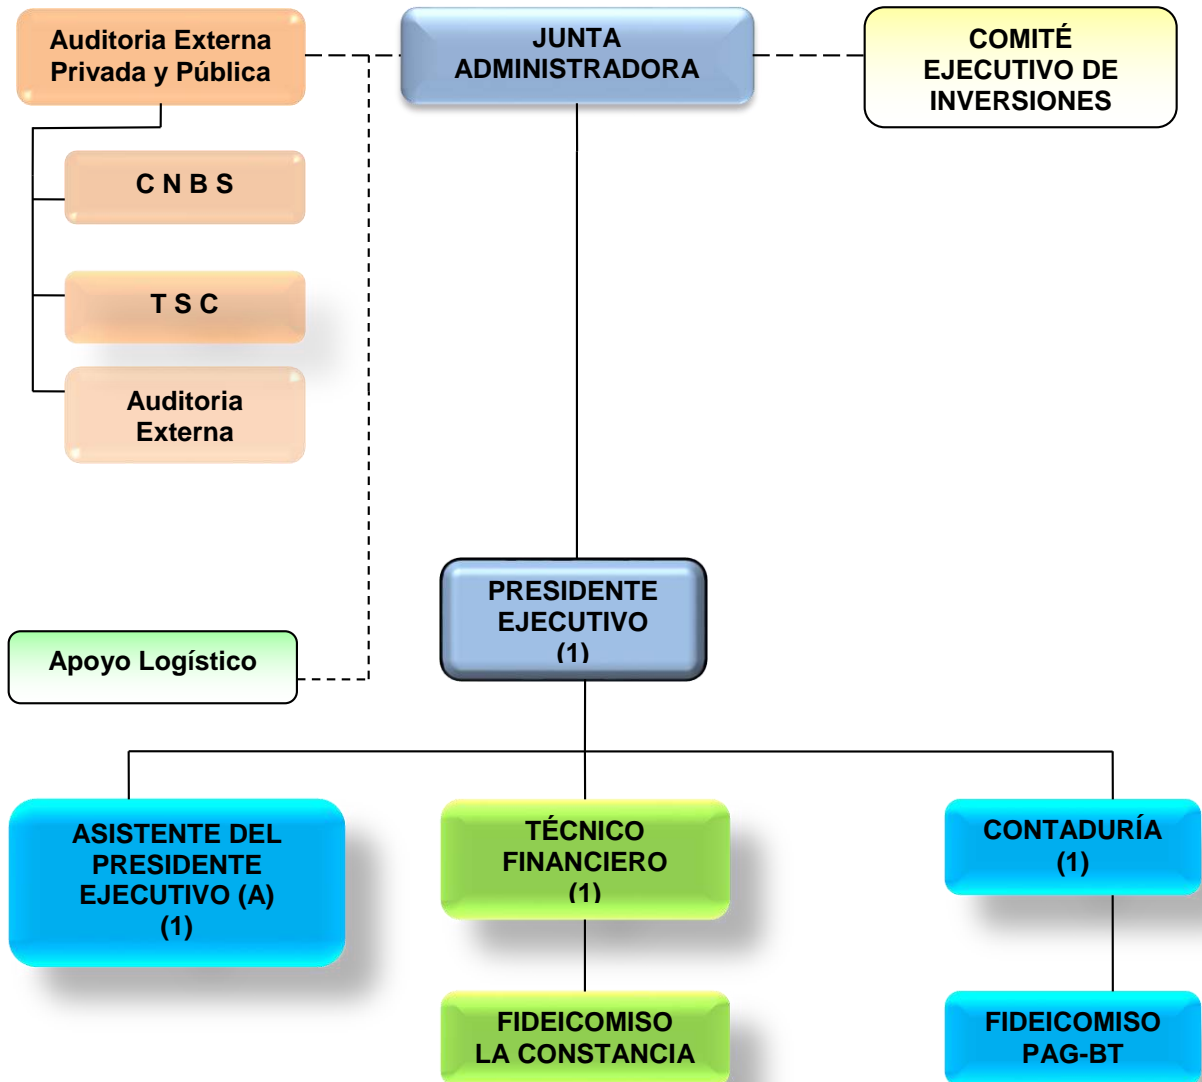 Auditoria Externa
Privada y Pública
JUNTA
ADMINISTRADORA
COMITÉ
EJECUTIVO DE
INVERSIONES
C N B S
T S C
Auditoria
Externa
PRESIDENTE
EJECUTIVO
(1)
Apoyo Logístico
ASISTENTE DEL
PRESIDENTE
EJECUTIVO (A)
(1)
TÉCNICO
FINANCIERO
(1)
CONTADURÍA
(1)
FIDEICOMISO
LA CONSTANCIA
FIDEICOMISO
PAG-BT